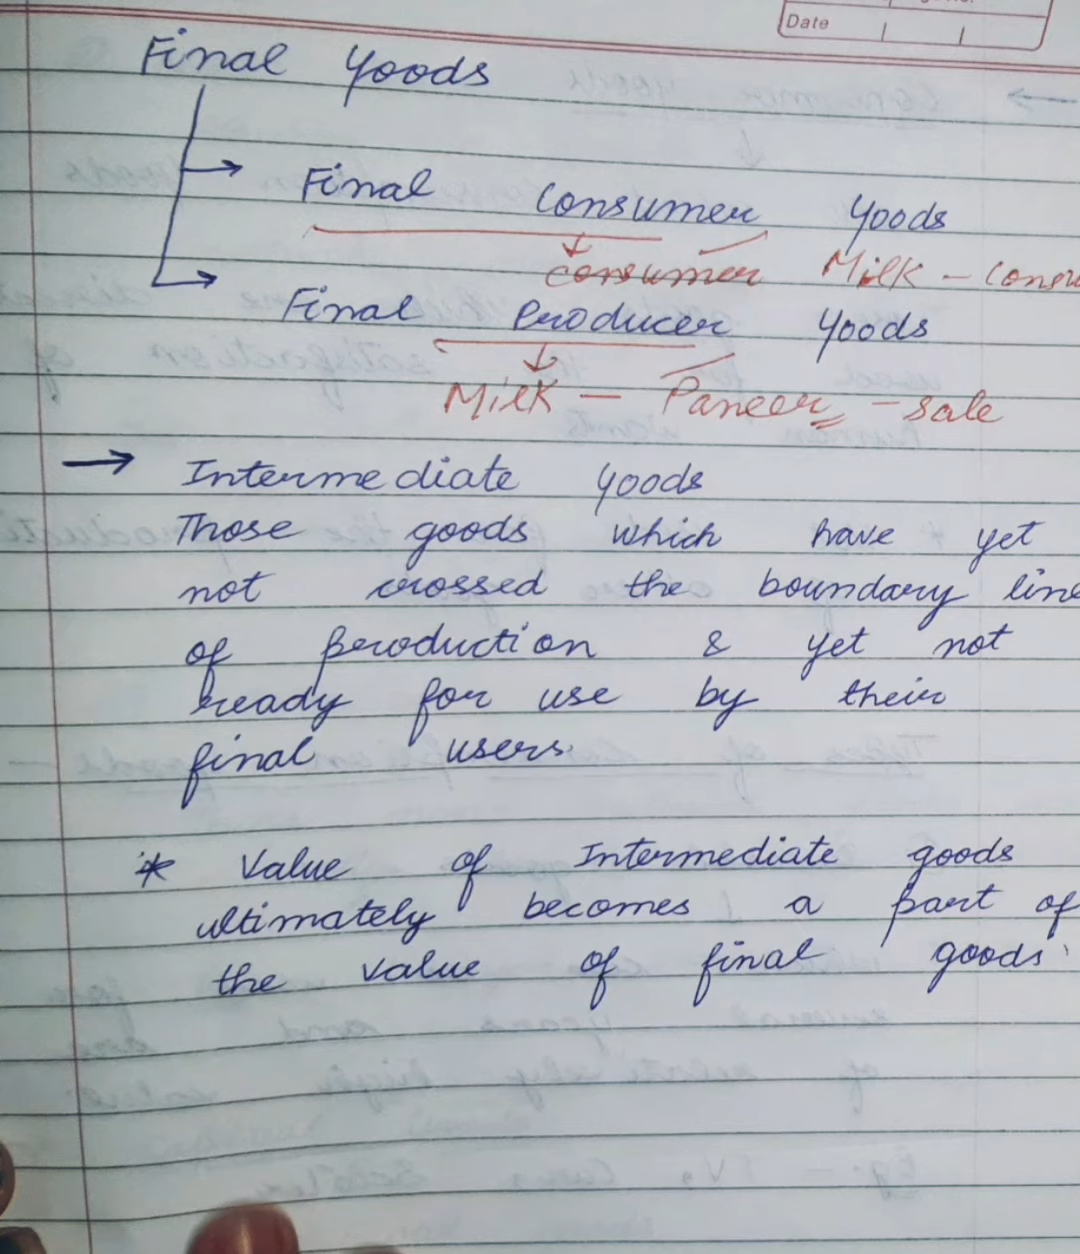 Date
Final Goods
Final Consumer Goods
consumer Milk - Consu
Final Producer Goods
Milk - Paneer - sale
→ Intermediate Goods
Those goods which have yet
not crossed the boundary line
of production & yet not
ready for use by their
final users.
* Value of Intermediate goods
ultimately becomes a part of
the value of final goods.